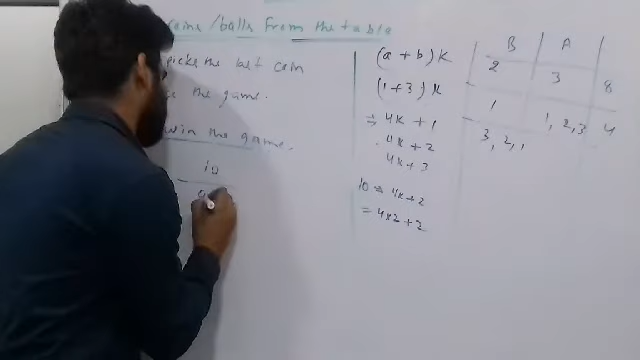 coins/balls from the table
picks the last coin
the game.
win the game.
10
(a+b)k
(1+3)k
⇒ 4k+1
4k+2
4k+3
10 ⇒ 4k+2
= 4x2+2
B A
2 3 8
1 1, 2, 3 4
3, 2, 1